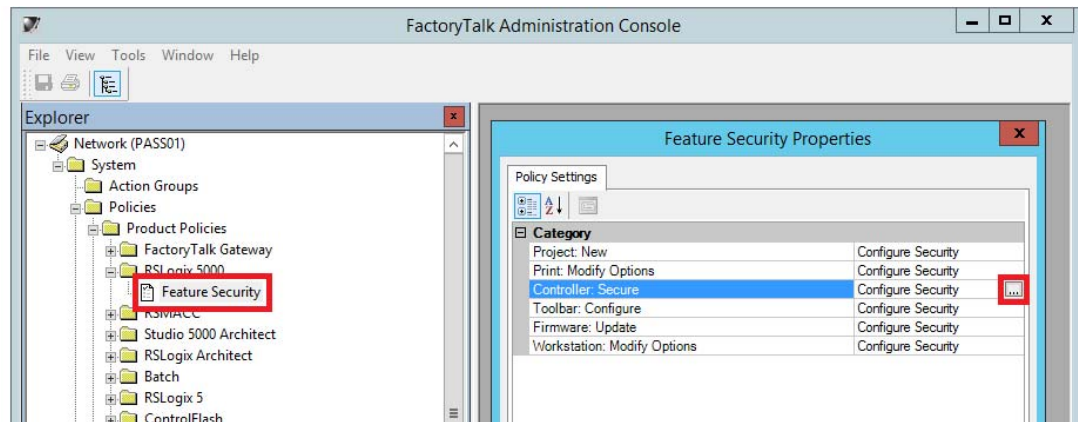 FactoryTalk Administration Console
File View Tools Window Help
Explorer
Network (PASS01)
System
Action Groups
Policies
Product Policies
FactoryTalk Gateway
RSLogix 5000
Feature Security
RSMACC
Studio 5000 Architect
RSLogix Architect
Batch
RSLogix 5
ControlFlash
Feature Security Properties
Policy Settings
Category
Project: New Configure Security
Print: Modify Options Configure Security
Controller: Secure Configure Security ...
Toolbar: Configure Configure Security
Firmware: Update Configure Security
Workstation: Modify Options Configure Security